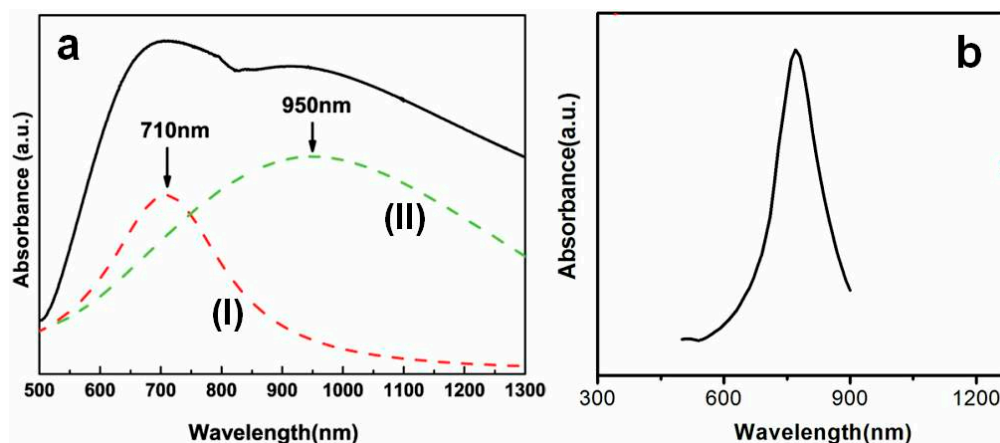 a
710nm
950nm
(I)
(II)
Absorbance (a.u.)
500 600 700 800 900 1000 1100 1200 1300
Wavelength(nm)
b
Absorbance(a.u.)
300 600 900 1200
Wavelength(nm)